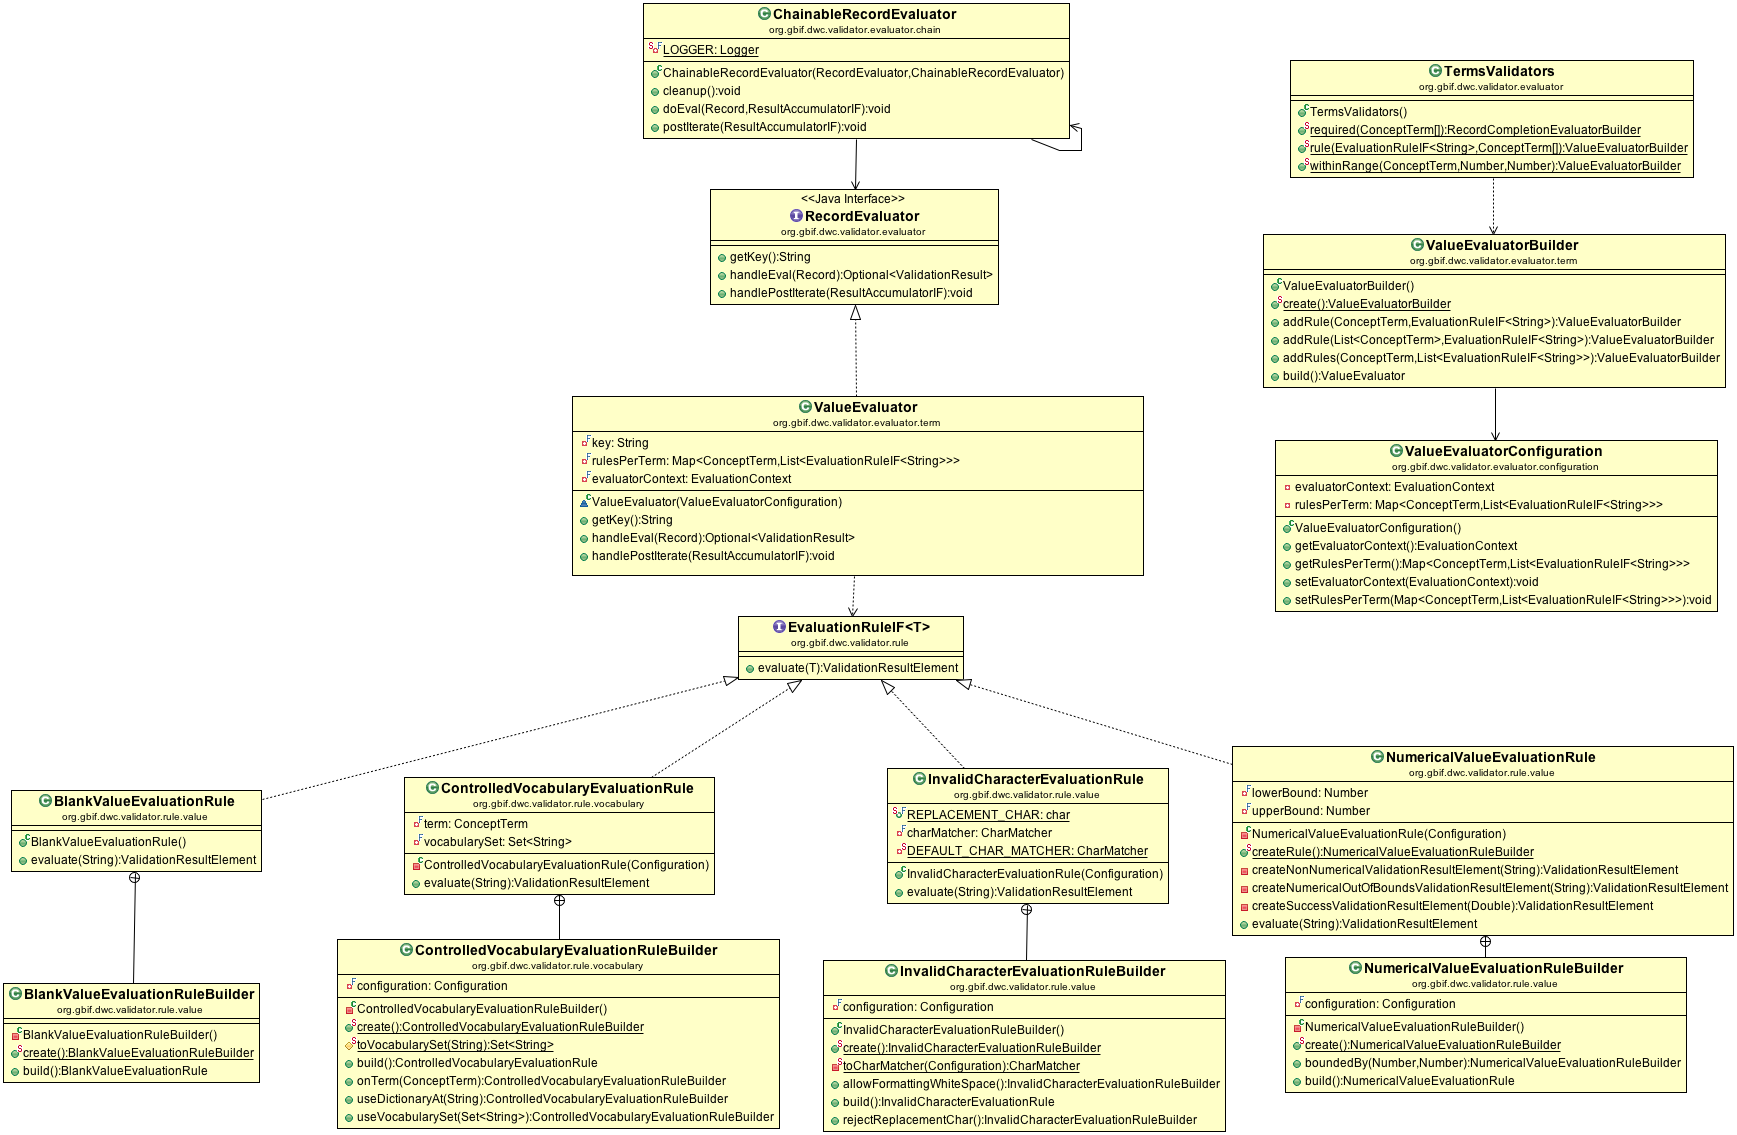 ChainableRecordEvaluator
org.gbif.dwc.validator.evaluator.chain
LOGGER: Logger
ChainableRecordEvaluator(RecordEvaluator,ChainableRecordEvaluator)
cleanup():void
doEval(Record,ResultAccumulatorIF):void
postIterate(ResultAccumulatorIF):void
TermsValidators
org.gbif.dwc.validator.evaluator
TermsValidators()
required(ConceptTerm[]):RecordCompletionEvaluatorBuilder
rule(EvaluationRuleIF<String>,ConceptTerm[]):ValueEvaluatorBuilder
withinRange(ConceptTerm,Number,Number):ValueEvaluatorBuilder
<<Java Interface>>
RecordEvaluator
org.gbif.dwc.validator.evaluator
getKey():String
handleEval(Record):Optional<ValidationResult>
handlePostIterate(ResultAccumulatorIF):void
ValueEvaluatorBuilder
org.gbif.dwc.validator.evaluator.term
ValueEvaluatorBuilder()
create():ValueEvaluatorBuilder
addRule(ConceptTerm,EvaluationRuleIF<String>):ValueEvaluatorBuilder
addRule(List<ConceptTerm>,EvaluationRuleIF<String>):ValueEvaluatorBuilder
addRules(ConceptTerm,List<EvaluationRuleIF<String>>):ValueEvaluatorBuilder
build():ValueEvaluator
ValueEvaluator
org.gbif.dwc.validator.evaluator.term
key: String
rulesPerTerm: Map<ConceptTerm,List<EvaluationRuleIF<String>>>
evaluatorContext: EvaluationContext
ValueEvaluator(ValueEvaluatorConfiguration)
getKey():String
handleEval(Record):Optional<ValidationResult>
handlePostIterate(ResultAccumulatorIF):void
ValueEvaluatorConfiguration
org.gbif.dwc.validator.evaluator.configuration
evaluatorContext: EvaluationContext
rulesPerTerm: Map<ConceptTerm,List<EvaluationRuleIF<String>>>
ValueEvaluatorConfiguration()
getEvaluatorContext():EvaluationContext
getRulesPerTerm():Map<ConceptTerm,List<EvaluationRuleIF<String>>>
setEvaluatorContext(EvaluationContext):void
setRulesPerTerm(Map<ConceptTerm,List<EvaluationRuleIF<String>>>):void
EvaluationRuleIF<T>
org.gbif.dwc.validator.rule
evaluate(T):ValidationResultElement
BlankValueEvaluationRule
org.gbif.dwc.validator.rule.value
BlankValueEvaluationRule()
evaluate(String):ValidationResultElement
ControlledVocabularyEvaluationRule
org.gbif.dwc.validator.rule.vocabulary
term: ConceptTerm
vocabularySet: Set<String>
ControlledVocabularyEvaluationRule(Configuration)
evaluate(String):ValidationResultElement
InvalidCharacterEvaluationRule
org.gbif.dwc.validator.rule.value
REPLACEMENT_CHAR: char
charMatcher: CharMatcher
DEFAULT_CHAR_MATCHER: CharMatcher
InvalidCharacterEvaluationRule(Configuration)
evaluate(String):ValidationResultElement
NumericalValueEvaluationRule
org.gbif.dwc.validator.rule.value
lowerBound: Number
upperBound: Number
NumericalValueEvaluationRule(Configuration)
createRule():NumericalValueEvaluationRuleBuilder
createNonNumericalValidationResultElement(String):ValidationResultElement
createNumericalOutOfBoundsValidationResultElement(String):ValidationResultElement
createSuccessValidationResultElement(Double):ValidationResultElement
evaluate(String):ValidationResultElement
BlankValueEvaluationRuleBuilder
org.gbif.dwc.validator.rule.value
BlankValueEvaluationRuleBuilder()
create():BlankValueEvaluationRuleBuilder
build():BlankValueEvaluationRule
ControlledVocabularyEvaluationRuleBuilder
org.gbif.dwc.validator.rule.vocabulary
configuration: Configuration
ControlledVocabularyEvaluationRuleBuilder()
create():ControlledVocabularyEvaluationRuleBuilder
toVocabularySet(String):Set<String>
build():ControlledVocabularyEvaluationRule
onTerm(ConceptTerm):ControlledVocabularyEvaluationRuleBuilder
useDictionaryAt(String):ControlledVocabularyEvaluationRuleBuilder
useVocabularySet(Set<String>):ControlledVocabularyEvaluationRuleBuilder
InvalidCharacterEvaluationRuleBuilder
org.gbif.dwc.validator.rule.value
configuration: Configuration
InvalidCharacterEvaluationRuleBuilder()
create():InvalidCharacterEvaluationRuleBuilder
toCharMatcher(Configuration):CharMatcher
allowFormattingWhiteSpace():InvalidCharacterEvaluationRuleBuilder
build():InvalidCharacterEvaluationRule
rejectReplacementChar():InvalidCharacterEvaluationRuleBuilder
NumericalValueEvaluationRuleBuilder
org.gbif.dwc.validator.rule.value
configuration: Configuration
NumericalValueEvaluationRuleBuilder()
create():NumericalValueEvaluationRuleBuilder
boundedBy(Number,Number):NumericalValueEvaluationRuleBuilder
build():NumericalValueEvaluationRule